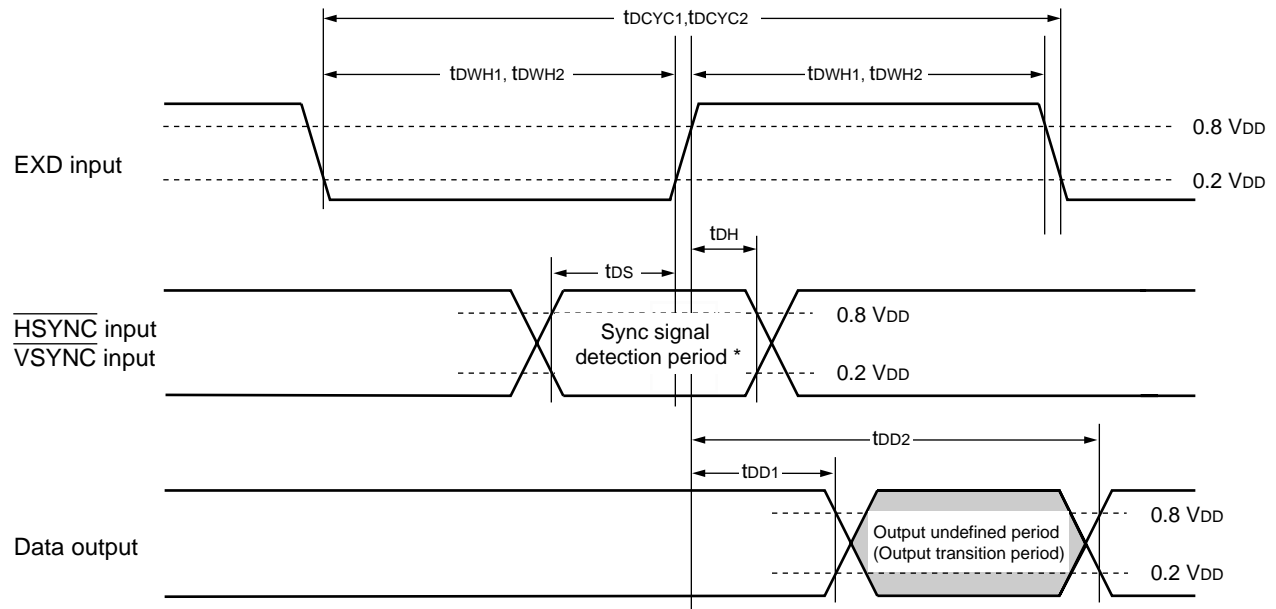 tDCYC1,tDCYC2
tDWH1, tDWH2
tDWH1, tDWH2
0.8 VDD
EXD input
0.2 VDD
tDH
tDS
HSYNC input
VSYNC input
Sync signal
detection period *
0.8 VDD
0.2 VDD
tDD2
tDD1
Data output
Output undefined period
(Output transition period)
0.8 VDD
0.2 VDD